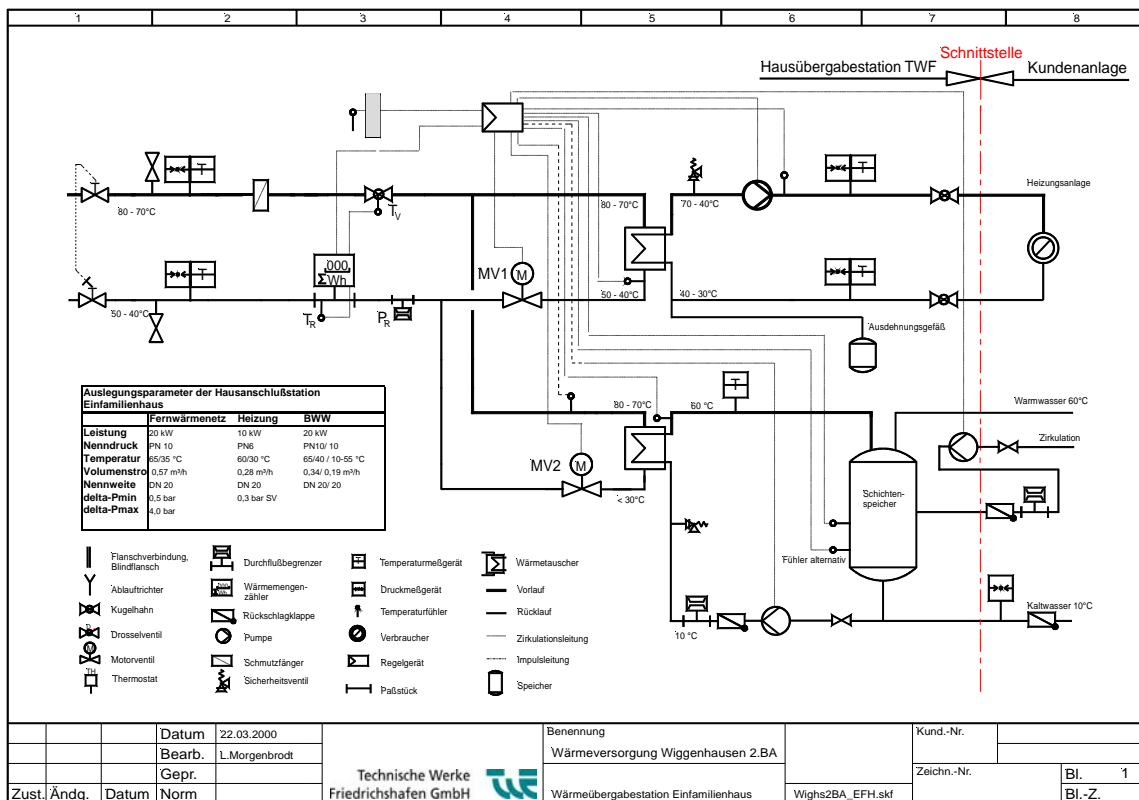 1 2 3 4 5 6 7 8
Schnittstelle
Hausübergabestation TWF Kundenanlage
Heizungsanlage
80 - 70°C
T_V
80 - 70°C
70 - 40°C
000
ΣWh
MV1
M
50 - 40°C
T_R
P_R
50 - 40°C
40 - 30°C
Ausdehnungsgefäß
80 - 70°C
60 °C
Warmwasser 60°C
Zirkulation
MV2
M
< 30°C
Schichten-
speicher
Fühler alternativ
10 °C
Kaltwasser 10°C
Auslegungsparameter der Hausanschlußstation
Einfamilienhaus
Fernwärmenetz Heizung BWW
Leistung 20 kW 10 kW 20 kW
Nenndruck PN 10 PN6 PN10/ 10
Temperatur 65/35 °C 60/30 °C 65/40 / 10-55 °C
Volumenstro 0,57 m³/h 0,28 m³/h 0,34/ 0,19 m³/h
Nennweite DN 20 DN 20 DN 20/ 20
delta-Pmin 0,5 bar 0,3 bar SV
delta-Pmax 4,0 bar
Flanschverbindung,
Blindflansch
Ablauftrichter
Kugelhahn
Drosselventil
M
Motorventil
TH
Thermostat
Durchflußbegrenzer
Wärmemengen-
zähler
Rückschlagklappe
Pumpe
Schmutzfänger
Sicherheitsventil
Temperaturmeßgerät
Druckmeßgerät
Temperaturfühler
Verbraucher
Regelgerät
Paßstück
Wärmetauscher
Vorlauf
Rücklauf
Zirkulationsleitung
Impulsleitung
Speicher
Datum 22.03.2000
Bearb. L.Morgenbrodt
Gepr.
Zust. Ändg. Datum Norm
Technische Werke
Friedrichshafen GmbH
Benennung
Wärmeversorgung Wiggenhausen 2.BA
Wärmeübergabestation Einfamilienhaus
Wighs2BA_EFH.skf
Kund.-Nr.
Zeichn.-Nr.
Bl. 1
Bl.-Z.